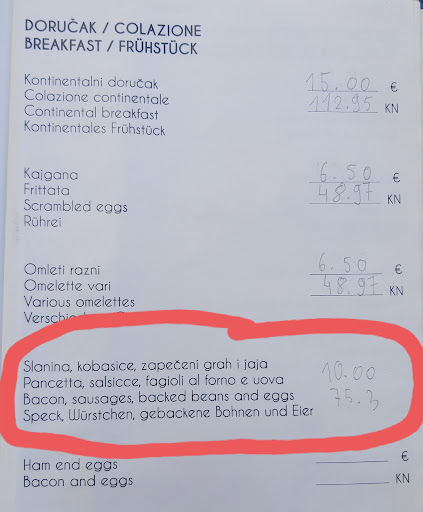 DORUČAK / COLAZIONE
BREAKFAST / FRÜHSTÜCK
Kontinentalni doručak 15.00 €
Colazione continentale 112.95 KN
Continental breakfast
Kontinentales Frühstück
Kajgana 6.50 €
Frittata 48.97 KN
Scrambled eggs
Rührei
Omleti razni 6.50 €
Omelette vari 48.97 KN
Various omelettes
Slanina, kobasice, zapečeni grah i jaja 10.00
Pancetta, salsicce, fagioli al forno e uova
Bacon, sausages, backed beans and eggs
Speck, Würstchen, gebackene Bohnen und Eier
Ham end eggs €
Bacon and eggs KN